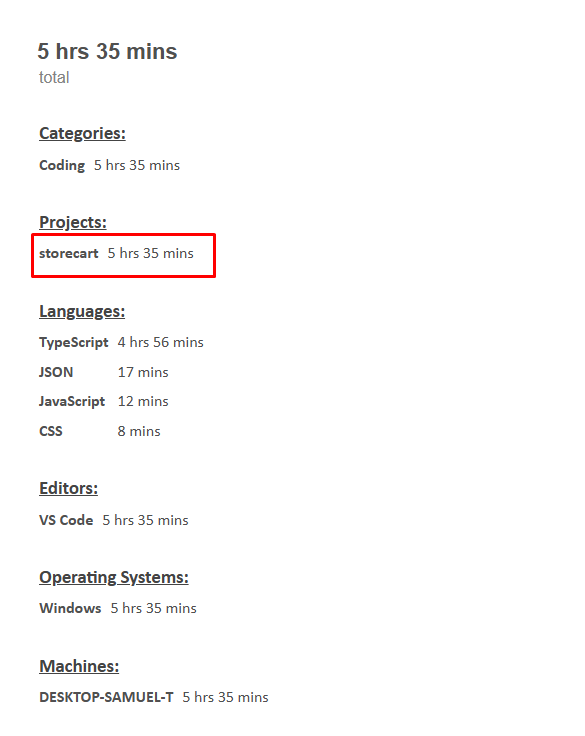 5 hrs 35 mins
total
Categories:
Coding 5 hrs 35 mins
Projects:
storecart 5 hrs 35 mins
Languages:
TypeScript 4 hrs 56 mins
JSON 17 mins
JavaScript 12 mins
CSS 8 mins
Editors:
VS Code 5 hrs 35 mins
Operating Systems:
Windows 5 hrs 35 mins
Machines:
DESKTOP-SAMUEL-T 5 hrs 35 mins